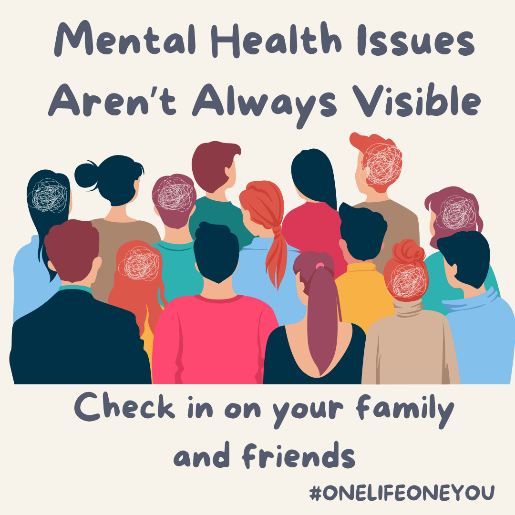 Mental Health Issues
Aren't Always Visible
Check in on your family
and friends
#ONELIFEONEYOU